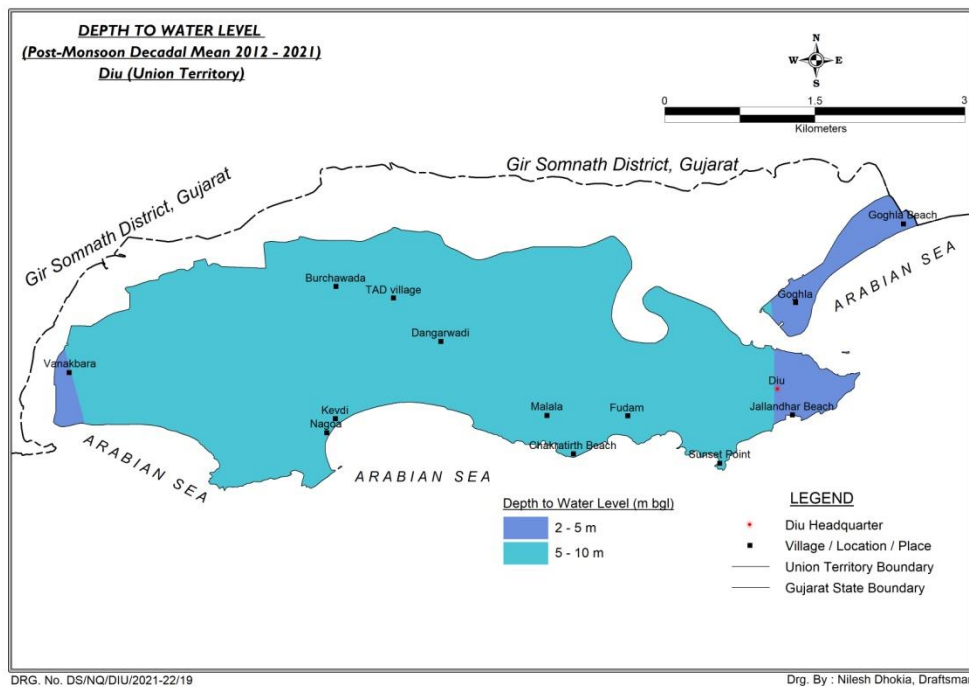 DEPTH TO WATER LEVEL
(Post-Monsoon Decadal Mean 2012 - 2021)
Diu (Union Territory)
N
W E
S
0 1.5 3
Kilometers
Gir Somnath District, Gujarat
Gir Somnath District, Gujarat
Goghla Beach
ARABIAN SEA
Goghla
Burchawada
TAD village
Dangarwadi
Vanakbara
Diu
Jallandhar Beach
Kevdi
Nagoa
Malala
Fudam
Chakratirth Beach
Sunset Point
ARABIAN SEA
ARABIAN SEA
Depth to Water Level (m bgl)
2 - 5 m
5 - 10 m
LEGEND
Diu Headquarter
Village / Location / Place
Union Territory Boundary
Gujarat State Boundary
DRG. No. DS/NQ/DIU/2021-22/19
Drg. By : Nilesh Dhokia, Draftsman